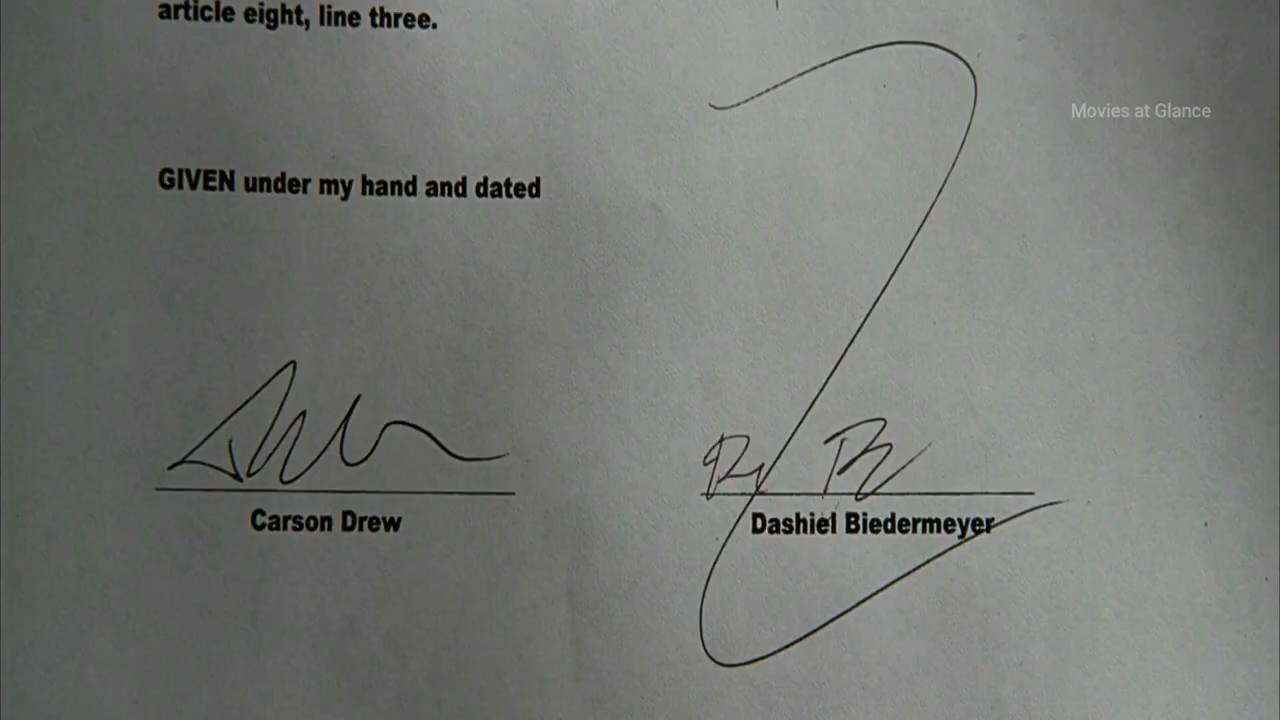 article eight, line three.
Movies at Glance
GIVEN under my hand and dated
Carson Drew
Dashiel Biedermeyer